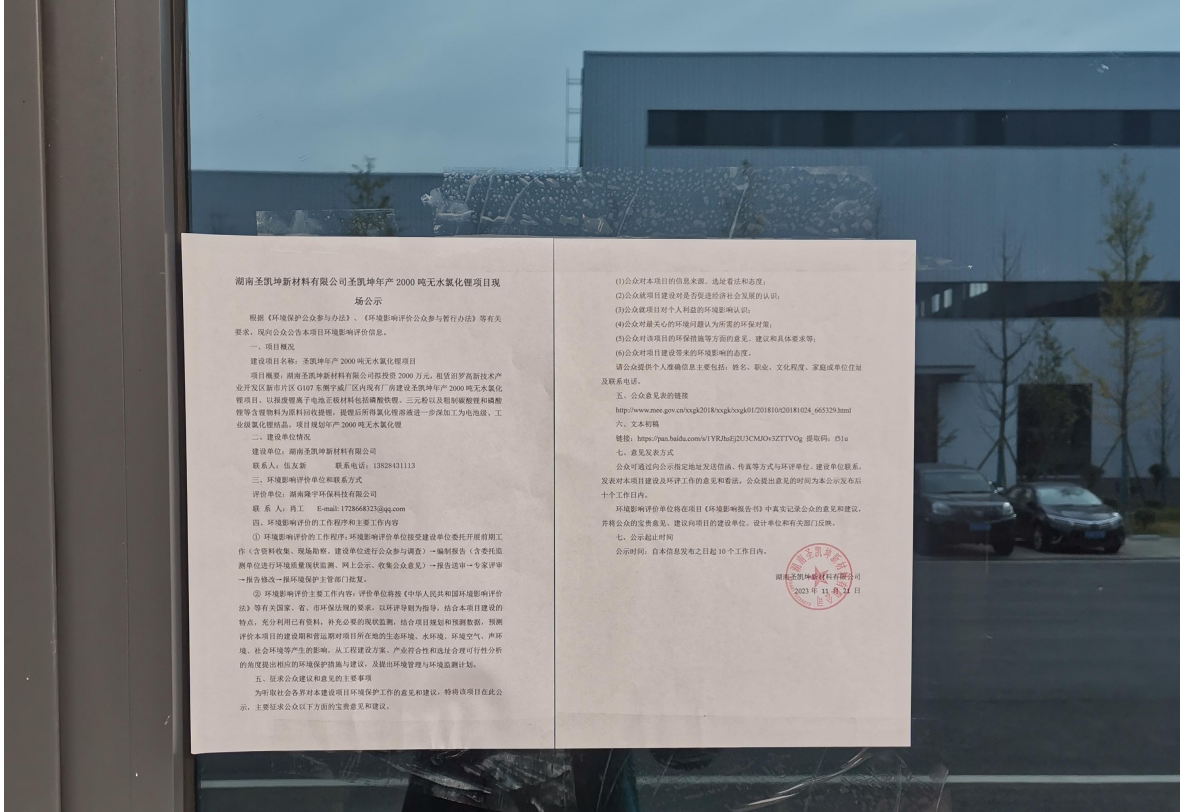 湖南圣凯坤新材料有限公司圣凯坤年产 2000 吨无水氯化锂项目现
场公示
根据《环境保护公众参与办法》、《环境影响评价公众参与暂行办法》等有关
要求，现向公众公告本项目环境影响评价信息。
一、项目概况
建设项目名称：圣凯坤年产 2000 吨无水氯化锂项目
项目概要：湖南圣凯坤新材料有限公司拟投资 2000 万元，租赁汨罗高新技术产
业开发区新市片区 G107 东侧宇威厂区内现有厂房建设圣凯坤年产 2000 吨无水氯化
锂项目。以报废锂离子电池正极材料包括磷酸铁锂、三元粉以及粗制碳酸锂和磷酸
锂等含锂物料为原料回收提锂，提锂后所得氯化锂溶液进一步深加工为电池级、工
业级氯化锂结晶。项目规划年产 2000 吨无水氯化锂
二、建设单位情况
建设单位：湖南圣凯坤新材料有限公司
联系人：伍友新 联系电话：13828431113
三、环境影响评价单位和联系方式
评价单位：湖南隆宇环保科技有限公司
联 系 人：肖工 E-mail: 1728668323@qq.com
四、环境影响评价的工作程序和主要工作内容
① 环境影响评价的工作程序：环境影响评价单位接受建设单位委托开展前期
工作（含资料收集、现场勘察、建设单位进行公众参与调查）→编制报告（含委托监
测单位进行环境质量现状监测、网上公示、收集公众意见）→报告送审→专家评审
→报告修改→报环境保护主管部门批复。
② 环境影响评价主要工作内容：评价单位将按《中华人民共和国环境影响评价
法》等有关国家、省、市环保法规的要求，以环评导则为指导，结合本项目建设的
特点，充分利用已有资料，补充必要的现状监测，结合项目规划和预测数据，预测
评价本项目的建设期和营运期对项目所在地的生态环境、水环境、环境空气、声环
境、社会环境等产生的影响，从工程建设方案、产业符合性和选址合理可行性分析
的角度提出相应的环境保护措施与建议，及提出环境管理与环境监测计划。
五、征求公众建议和意见的主要事项
为听取社会各界对本建设项目环境保护工作的意见和建议，特将该项目在此公
示，主要征求公众以下方面的宝贵意见和建议。
(1)公众对本项目的信息来源、选址看法和态度；
(2)公众就项目建设对是否促进经济社会发展的认识；
(3)公众就项目对个人利益的环境影响认识；
(4)公众对最关心的环境问题认为所需的环保对策；
(5)公众对该项目的环保措施等方面的意见、建议和具体要求等；
(6)公众对项目建设带来的环境影响的态度。
请公众提供个人准确信息主要包括：姓名、职业、文化程度、家庭或单位住址
及联系电话。
五、公众意见表的链接
http://www.mee.gov.cn/xxgk2018/xxgk/xxgk01/201810/t20181024_665329.html
六、文本初稿
链接：https://pan.baidu.com/s/1YRJhsEj2U3CMJOv3ZTTVOg 提取码：f51u
七、意见发表方式
公众可通过向公示指定地址发送信函、传真等方式与环评单位、建设单位联系，
发表对本项目建设及环评工作的意见和看法。公众提出意见的时间为本公示发布后
十个工作日内。
环境影响评价单位将在项目《环境影响报告书》中真实记录公众的意见和建议，
并将公众的宝贵意见、建议向项目的建设单位、设计单位和有关部门反映。
七、公示起止时间
公示时间：自本信息发布之日起 10 个工作日内。
湖南圣凯坤新材料有限公司
2023 年 11 月 21 日